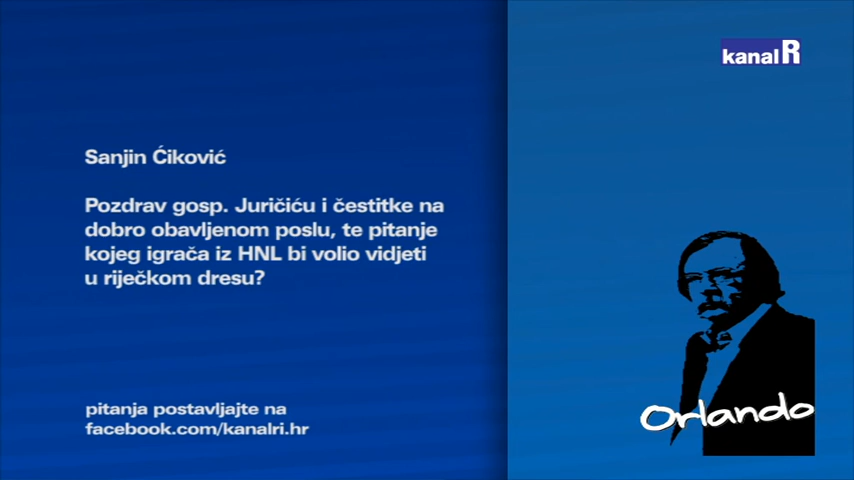 kanal R
Sanjin Ćiković
Pozdrav gosp. Juričiću i čestitke na
dobro obavljenom poslu, te pitanje
kojeg igrača iz HNL bi volio vidjeti
u riječkom dresu?
pitanja postavljajte na
facebook.com/kanalri.hr
Orlando